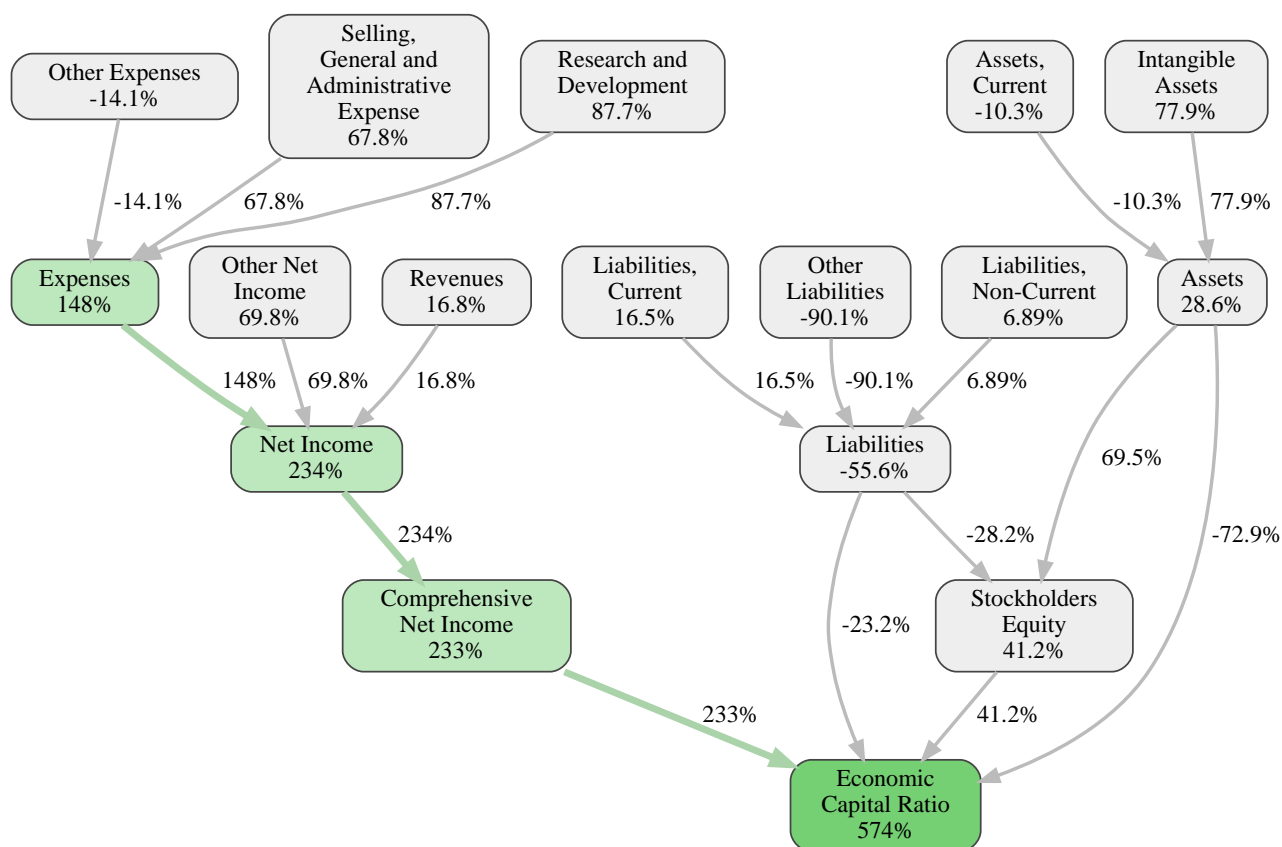 Other Expenses
-14.1%
Selling,
General and
Administrative
Expense
67.8%
Research and
Development
87.7%
Assets,
Current
-10.3%
Intangible
Assets
77.9%
-14.1%
67.8%
87.7%
-10.3%
77.9%
Expenses
148%
Other Net
Income
69.8%
Revenues
16.8%
Liabilities,
Current
16.5%
Other
Liabilities
-90.1%
Liabilities,
Non-Current
6.89%
Assets
28.6%
148%
69.8%
16.8%
16.5%
-90.1%
6.89%
Net Income
234%
Liabilities
-55.6%
69.5%
234%
-28.2%
-72.9%
Comprehensive
Net Income
233%
-23.2%
Stockholders
Equity
41.2%
233%
41.2%
Economic
Capital Ratio
574%